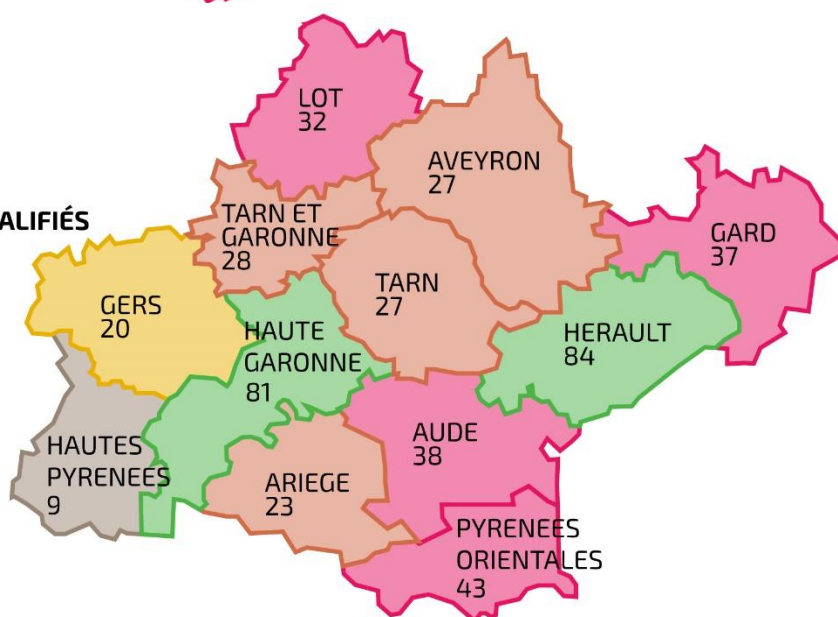 LOT
32
AVEYRON
27
TARN ET
GARONNE
28
GARD
37
GERS
20
HAUTE
GARONNE
81
TARN
27
HERAULT
84
HAUTES
PYRENEES
9
ARIEGE
23
AUDE
38
PYRENEES
ORIENTALES
43